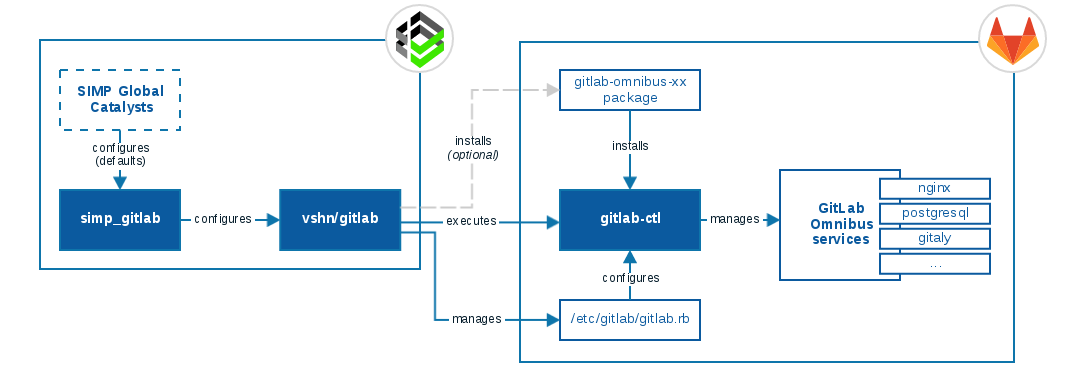 SIMP Global
Catalysts
configures
(defaults)
simp_gitlab
configures
vshn/gitlab
installs
(optional)
executes
manages
gitlab-omnibus-xx
package
installs
gitlab-ctl
configures
/etc/gitlab/gitlab.rb
manages
GitLab
Omnibus
services
nginx
postgresql
gitaly
...